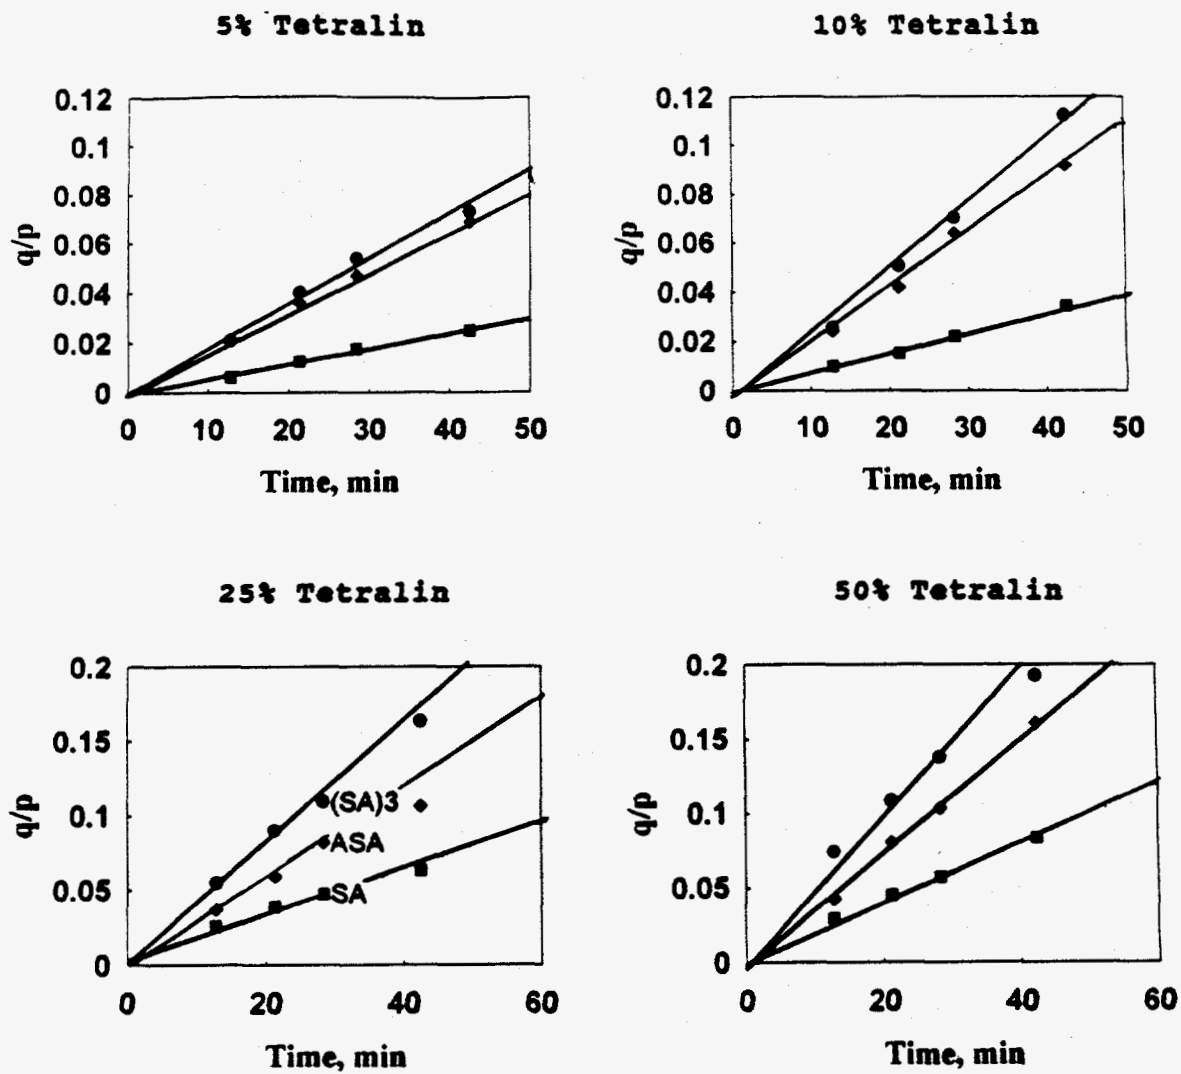 5% Tetralin
0.12
0.1
0.08
0.06
0.04
0.02
0
q/p
0 10 20 30 40 50
Time, min
10% Tetralin
0.12
0.1
0.08
0.06
0.04
0.02
0
q/p
0 10 20 30 40 50
Time, min
25% Tetralin
0.2
0.15
0.1
0.05
0
q/p
(SA)3
ASA
SA
0 20 40 60
Time, min
50% Tetralin
0.2
0.15
0.1
0.05
0
q/p
0 20 40 60
Time, min